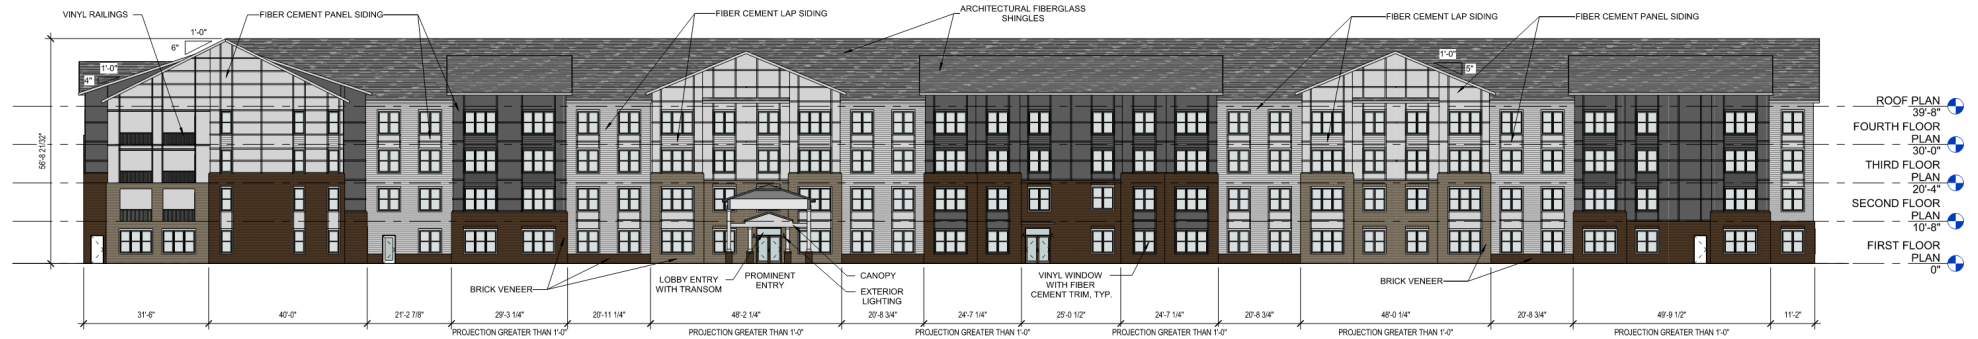 VINYL RAILINGS
FIBER CEMENT PANEL SIDING
FIBER CEMENT LAP SIDING
ARCHITECTURAL FIBERGLASS
SHINGLES
FIBER CEMENT LAP SIDING
FIBER CEMENT PANEL SIDING
1'-0"
6"
1'-0"
4"
1'-0"
5"
56'-8 21/32"
ROOF PLAN
39'-8"
FOURTH FLOOR
PLAN
30'-0"
THIRD FLOOR
PLAN
20'-4"
SECOND FLOOR
PLAN
10'-8"
FIRST FLOOR
PLAN
0"
BRICK VENEER
LOBBY ENTRY
WITH TRANSOM
PROMINENT
ENTRY
CANOPY
EXTERIOR
LIGHTING
VINYL WINDOW
WITH FIBER
CEMENT TRIM, TYP.
BRICK VENEER
31'-6"
40'-0"
21'-2 7/8"
29'-3 1/4"
20'-11 1/4"
48'-2 1/4"
20'-8 3/4"
24'-7 1/4"
25'-0 1/2"
24'-7 1/4"
20'-8 3/4"
48'-0 1/4"
20'-8 3/4"
49'-9 1/2"
11'-2"
PROJECTION GREATER THAN 1'-0"
PROJECTION GREATER THAN 1'-0"
PROJECTION GREATER THAN 1'-0"
PROJECTION GREATER THAN 1'-0"
PROJECTION GREATER THAN 1'-0"
PROJECTION GREATER THAN 1'-0"